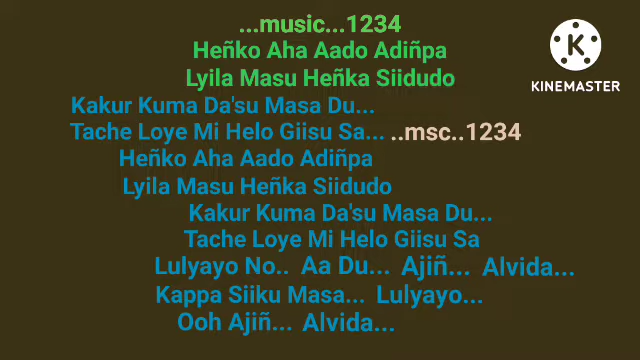 ...music...1234
Heñko Aha Aado Adiñpa
Lyila Masu Heñka Siidudo
KINEMASTER
Kakur Kuma Da'su Masa Du...
Tache Loye Mi Helo Giisu Sa... ..msc..1234
Heñko Aha Aado Adiñpa
Lyila Masu Heñka Siidudo
Kakur Kuma Da'su Masa Du...
Tache Loye Mi Helo Giisu Sa
Lulyayo No.. Aa Du... Ajiñ... Alvida...
Kappa Siiku Masa... Lulyayo...
Ooh Ajiñ... Alvida...